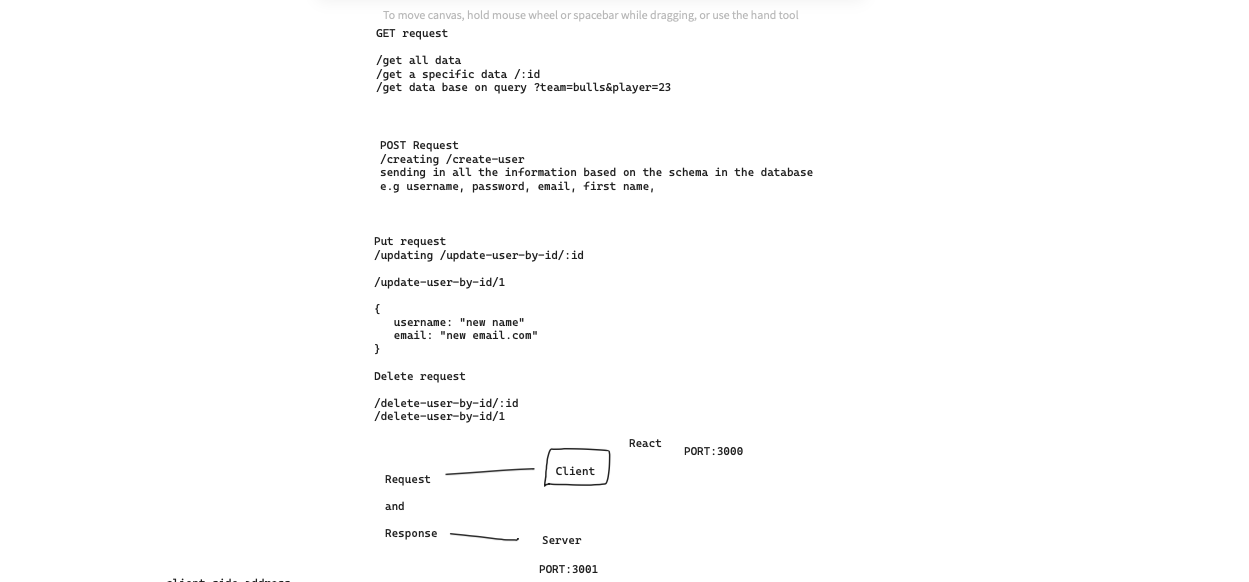 To move canvas, hold mouse wheel or spacebar while dragging, or use the hand tool
GET request
/get all data
/get a specific data /:id
/get data base on query ?team=bulls&player=23
POST Request
/creating /create-user
sending in all the information based on the schema in the database
e.g username, password, email, first name,
Put request
/updating /update-user-by-id/:id
/update-user-by-id/1
{
username: "new name"
email: "new email.com"
}
Delete request
/delete-user-by-id/:id
/delete-user-by-id/1
React
PORT:3000
Client
Request
and
Response
Server
PORT:3001
client side address